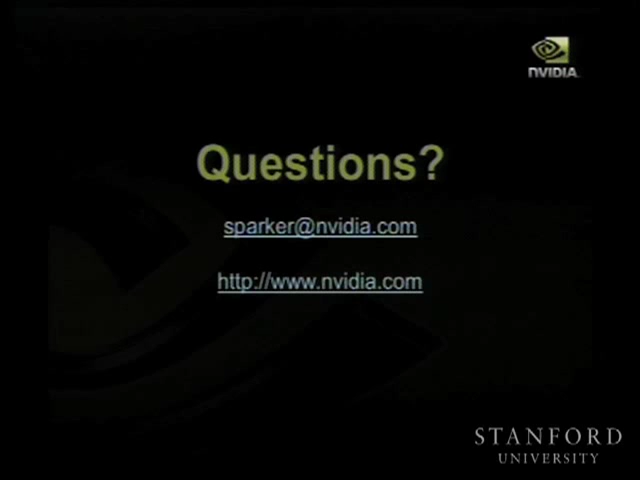 NVIDIA
Questions?
sparker@nvidia.com
http://www.nvidia.com
STANFORD
UNIVERSITY